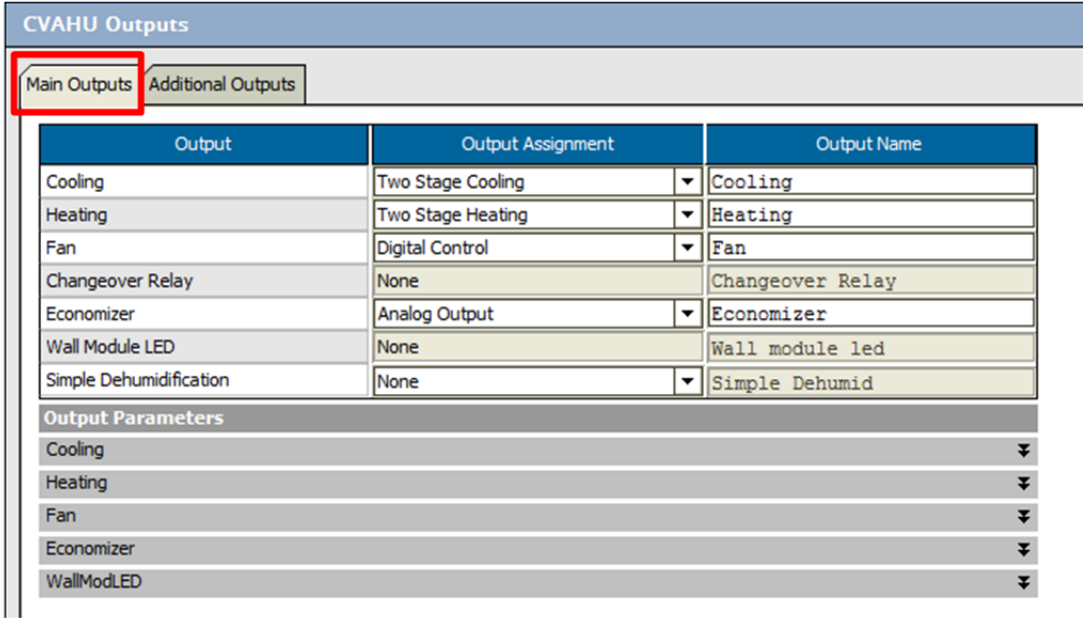 CVAHU Outputs
Main Outputs Additional Outputs
Output Output Assignment Output Name
Cooling Two Stage Cooling Cooling
Heating Two Stage Heating Heating
Fan Digital Control Fan
Changeover Relay None Changeover Relay
Economizer Analog Output Economizer
Wall Module LED None Wall module led
Simple Dehumidification None Simple Dehumid
Output Parameters
Cooling
Heating
Fan
Economizer
WallModLED